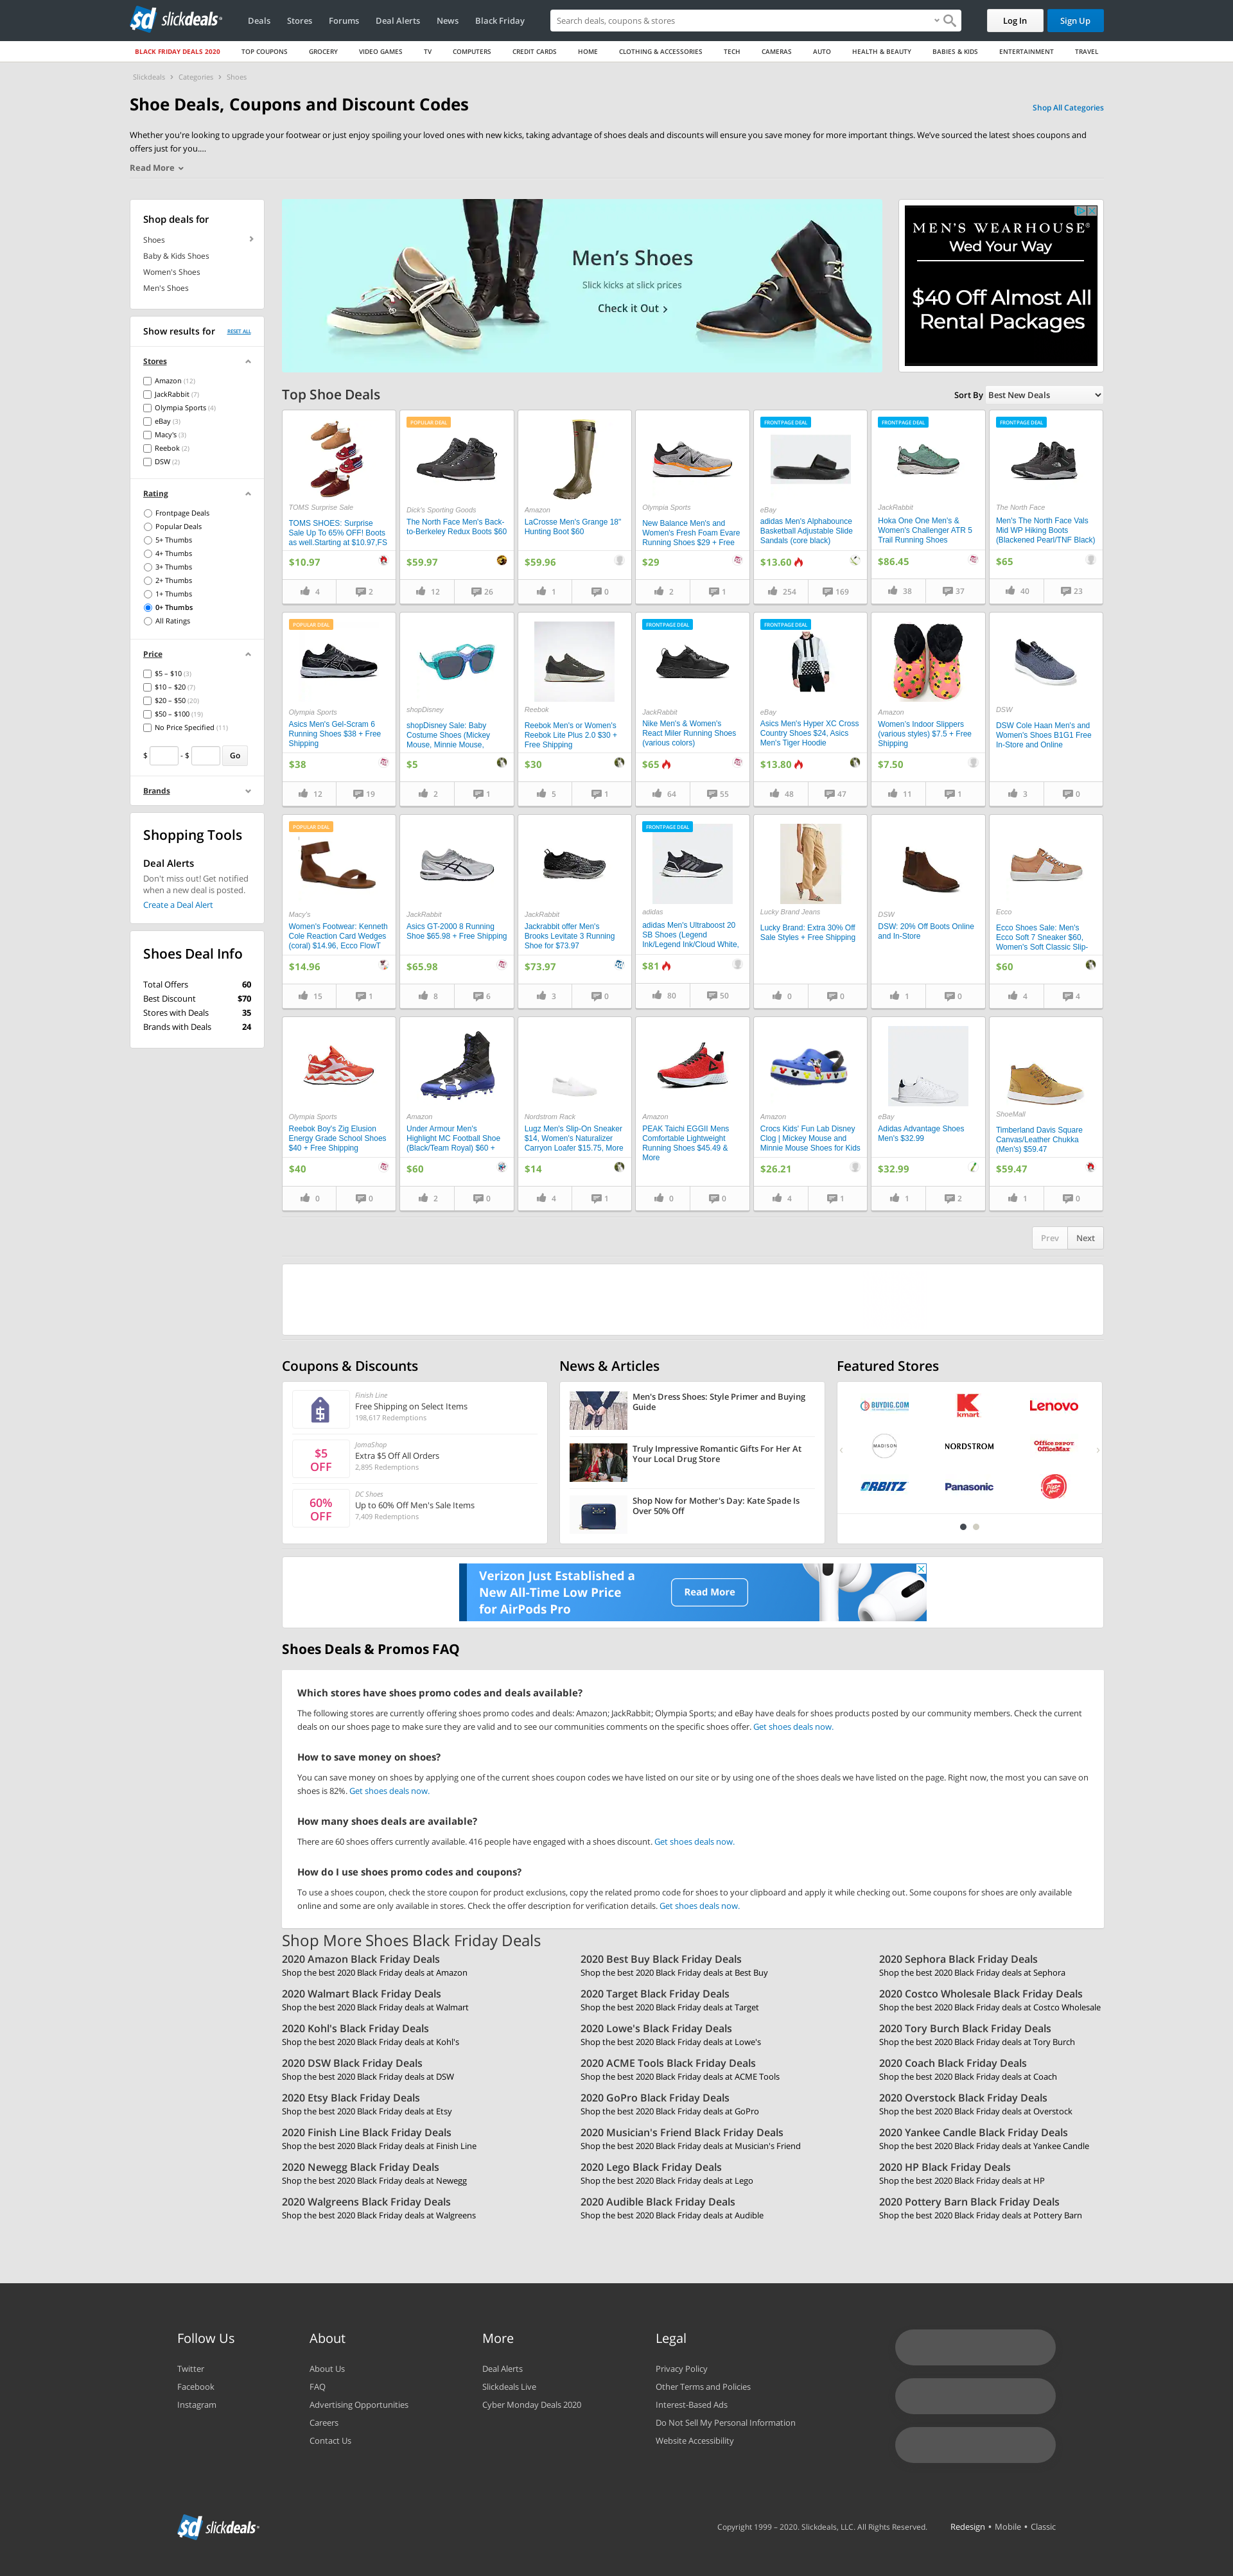 slickdeals
Deals Stores Forums Deal Alerts News Black Friday
Search deals, coupons & stores
Log In
Sign Up
BLACK FRIDAY DEALS 2020 TOP COUPONS GROCERY VIDEO GAMES TV COMPUTERS CREDIT CARDS HOME CLOTHING & ACCESSORIES TECH CAMERAS AUTO HEALTH & BEAUTY BABIES & KIDS ENTERTAINMENT TRAVEL
Slickdeals > Categories > Shoes
Shoe Deals, Coupons and Discount Codes
Shop All Categories
Whether you're looking to upgrade your footwear or just enjoy spoiling your loved ones with new kicks, taking advantage of shoes deals and discounts will ensure you save money for more important things. We've sourced the latest shoes coupons and
offers just for you....
Read More
Shop deals for
Shoes
Baby & Kids Shoes
Women's Shoes
Men's Shoes
Show results for RESET ALL
Stores
Amazon (12)
JackRabbit (7)
Olympia Sports (4)
eBay (3)
Macy's (3)
Reebok (2)
DSW (2)
Rating
Frontpage Deals
Popular Deals
5+ Thumbs
4+ Thumbs
3+ Thumbs
2+ Thumbs
1+ Thumbs
0+ Thumbs
All Ratings
Price
$5 – $10 (3)
$10 – $20 (7)
$20 – $50 (20)
$50 – $100 (19)
No Price Specified (11)
$ - $ Go
Brands
Shopping Tools
Deal Alerts
Don't miss out! Get notified
when a new deal is posted.
Create a Deal Alert
Shoes Deal Info
Total Offers 60
Best Discount $70
Stores with Deals 35
Brands with Deals 24
Men's Shoes
Slick kicks at slick prices
Check it Out
MEN'S WEARHOUSE
Wed Your Way
$40 Off Almost All
Rental Packages
Top Shoe Deals
Sort By Best New Deals
TOMS Surprise Sale
TOMS SHOES: Surprise
Sale Up To 65% OFF! Boots
as well.Starting at $10.97,FS
$10.97
4 2
POPULAR DEAL
Dick's Sporting Goods
The North Face Men's Back-
to-Berkeley Redux Boots $60
$59.97
12 26
Amazon
LaCrosse Men's Grange 18"
Hunting Boot $60
$59.96
1 0
Olympia Sports
New Balance Men's and
Women's Fresh Foam Evare
Running Shoes $29 + Free
$29
2 1
FRONTPAGE DEAL
eBay
adidas Men's Alphabounce
Basketball Adjustable Slide
Sandals (core black)
$13.60
254 169
FRONTPAGE DEAL
JackRabbit
Hoka One One Men's &
Women's Challenger ATR 5
Trail Running Shoes
$86.45
38 37
FRONTPAGE DEAL
The North Face
Men's The North Face Vals
Mid WP Hiking Boots
(Blackened Pearl/TNF Black)
$65
40 23
POPULAR DEAL
Olympia Sports
Asics Men's Gel-Scram 6
Running Shoes $38 + Free
Shipping
$38
12 19
shopDisney
shopDisney Sale: Baby
Costume Shoes (Mickey
Mouse, Minnie Mouse,
$5
2 1
Reebok
Reebok Men's or Women's
Reebok Lite Plus 2.0 $30 +
Free Shipping
$30
5 1
FRONTPAGE DEAL
JackRabbit
Nike Men's & Women's
React Miler Running Shoes
(various colors)
$65
64 55
FRONTPAGE DEAL
eBay
Asics Men's Hyper XC Cross
Country Shoes $24, Asics
Men's Tiger Hoodie
$13.80
48 47
Amazon
Women's Indoor Slippers
(various styles) $7.5 + Free
Shipping
$7.50
11 1
DSW
DSW Cole Haan Men's and
Women's Shoes B1G1 Free
In-Store and Online
3 0
POPULAR DEAL
Macy's
Women's Footwear: Kenneth
Cole Reaction Card Wedges
(coral) $14.96, Ecco FlowT
$14.96
15 1
JackRabbit
Asics GT-2000 8 Running
Shoe $65.98 + Free Shipping
$65.98
8 6
JackRabbit
Jackrabbit offer Men's
Brooks Levitate 3 Running
Shoe for $73.97
$73.97
3 0
FRONTPAGE DEAL
adidas
adidas Men's Ultraboost 20
SB Shoes (Legend
Ink/Legend Ink/Cloud White,
$81
80 50
Lucky Brand Jeans
Lucky Brand: Extra 30% Off
Sale Styles + Free Shipping
0 0
DSW
DSW: 20% Off Boots Online
and In-Store
1 0
Ecco
Ecco Shoes Sale: Men's
Ecco Soft 7 Sneaker $60,
Women's Soft Classic Slip-
$60
4 4
Olympia Sports
Reebok Boy's Zig Elusion
Energy Grade School Shoes
$40 + Free Shipping
$40
0 0
Amazon
Under Armour Men's
Highlight MC Football Shoe
(Black/Team Royal) $60 +
$60
2 0
Nordstrom Rack
Lugz Men's Slip-On Sneaker
$14, Women's Naturalizer
Carryon Loafer $15.75, More
$14
4 1
Amazon
PEAK Taichi EGGII Mens
Comfortable Lightweight
Running Shoes $45.49 &
More
0 0
Amazon
Crocs Kids' Fun Lab Disney
Clog | Mickey Mouse and
Minnie Mouse Shoes for Kids
$26.21
4 1
eBay
Adidas Advantage Shoes
Men's $32.99
$32.99
1 2
ShoeMall
Timberland Davis Square
Canvas/Leather Chukka
(Men's) $59.47
$59.47
1 0
Prev Next
Coupons & Discounts
Finish Line
Free Shipping on Select Items
198,617 Redemptions
$5
OFF
JomaShop
Extra $5 Off All Orders
2,895 Redemptions
60%
OFF
DC Shoes
Up to 60% Off Men's Sale Items
7,409 Redemptions
News & Articles
Men's Dress Shoes: Style Primer and Buying
Guide
Truly Impressive Romantic Gifts For Her At
Your Local Drug Store
Shop Now for Mother's Day: Kate Spade Is
Over 50% Off
Featured Stores
BUYDIG.COM
kmart
Lenovo
MADISON
NORDSTROM
Office DEPOT
OfficeMax
ORBITZ
Panasonic
Pizza Hut
Verizon Just Established a
New All-Time Low Price
for AirPods Pro
Read More
Shoes Deals & Promos FAQ
Which stores have shoes promo codes and deals available?
The following stores are currently offering shoes promo codes and deals: Amazon; JackRabbit; Olympia Sports; and eBay have deals for shoes products posted by our community members. Check the current
deals on our shoes page to make sure they are valid and to see our communities comments on the specific shoes offer. Get shoes deals now.
How to save money on shoes?
You can save money on shoes by applying one of the current shoes coupon codes we have listed on our site or by using one of the shoes deals we have listed on the page. Right now, the most you can save on
shoes is 82%. Get shoes deals now.
How many shoes deals are available?
There are 60 shoes offers currently available. 416 people have engaged with a shoes discount. Get shoes deals now.
How do I use shoes promo codes and coupons?
To use a shoes coupon, check the store coupon for product exclusions, copy the related promo code for shoes to your clipboard and apply it while checking out. Some coupons for shoes are only available
online and some are only available in stores. Check the offer description for verification details. Get shoes deals now.
Shop More Shoes Black Friday Deals
2020 Amazon Black Friday Deals
Shop the best 2020 Black Friday deals at Amazon
2020 Best Buy Black Friday Deals
Shop the best 2020 Black Friday deals at Best Buy
2020 Sephora Black Friday Deals
Shop the best 2020 Black Friday deals at Sephora
2020 Walmart Black Friday Deals
Shop the best 2020 Black Friday deals at Walmart
2020 Target Black Friday Deals
Shop the best 2020 Black Friday deals at Target
2020 Costco Wholesale Black Friday Deals
Shop the best 2020 Black Friday deals at Costco Wholesale
2020 Kohl's Black Friday Deals
Shop the best 2020 Black Friday deals at Kohl's
2020 Lowe's Black Friday Deals
Shop the best 2020 Black Friday deals at Lowe's
2020 Tory Burch Black Friday Deals
Shop the best 2020 Black Friday deals at Tory Burch
2020 DSW Black Friday Deals
Shop the best 2020 Black Friday deals at DSW
2020 ACME Tools Black Friday Deals
Shop the best 2020 Black Friday deals at ACME Tools
2020 Coach Black Friday Deals
Shop the best 2020 Black Friday deals at Coach
2020 Etsy Black Friday Deals
Shop the best 2020 Black Friday deals at Etsy
2020 GoPro Black Friday Deals
Shop the best 2020 Black Friday deals at GoPro
2020 Overstock Black Friday Deals
Shop the best 2020 Black Friday deals at Overstock
2020 Finish Line Black Friday Deals
Shop the best 2020 Black Friday deals at Finish Line
2020 Musician's Friend Black Friday Deals
Shop the best 2020 Black Friday deals at Musician's Friend
2020 Yankee Candle Black Friday Deals
Shop the best 2020 Black Friday deals at Yankee Candle
2020 Newegg Black Friday Deals
Shop the best 2020 Black Friday deals at Newegg
2020 Lego Black Friday Deals
Shop the best 2020 Black Friday deals at Lego
2020 HP Black Friday Deals
Shop the best 2020 Black Friday deals at HP
2020 Walgreens Black Friday Deals
Shop the best 2020 Black Friday deals at Walgreens
2020 Audible Black Friday Deals
Shop the best 2020 Black Friday deals at Audible
2020 Pottery Barn Black Friday Deals
Shop the best 2020 Black Friday deals at Pottery Barn
Follow Us
Twitter
Facebook
Instagram
About
About Us
FAQ
Advertising Opportunities
Careers
Contact Us
More
Deal Alerts
Slickdeals Live
Cyber Monday Deals 2020
Legal
Privacy Policy
Other Terms and Policies
Interest-Based Ads
Do Not Sell My Personal Information
Website Accessibility
slickdeals
Copyright 1999 – 2020. Slickdeals, LLC. All Rights Reserved.
Redesign • Mobile • Classic